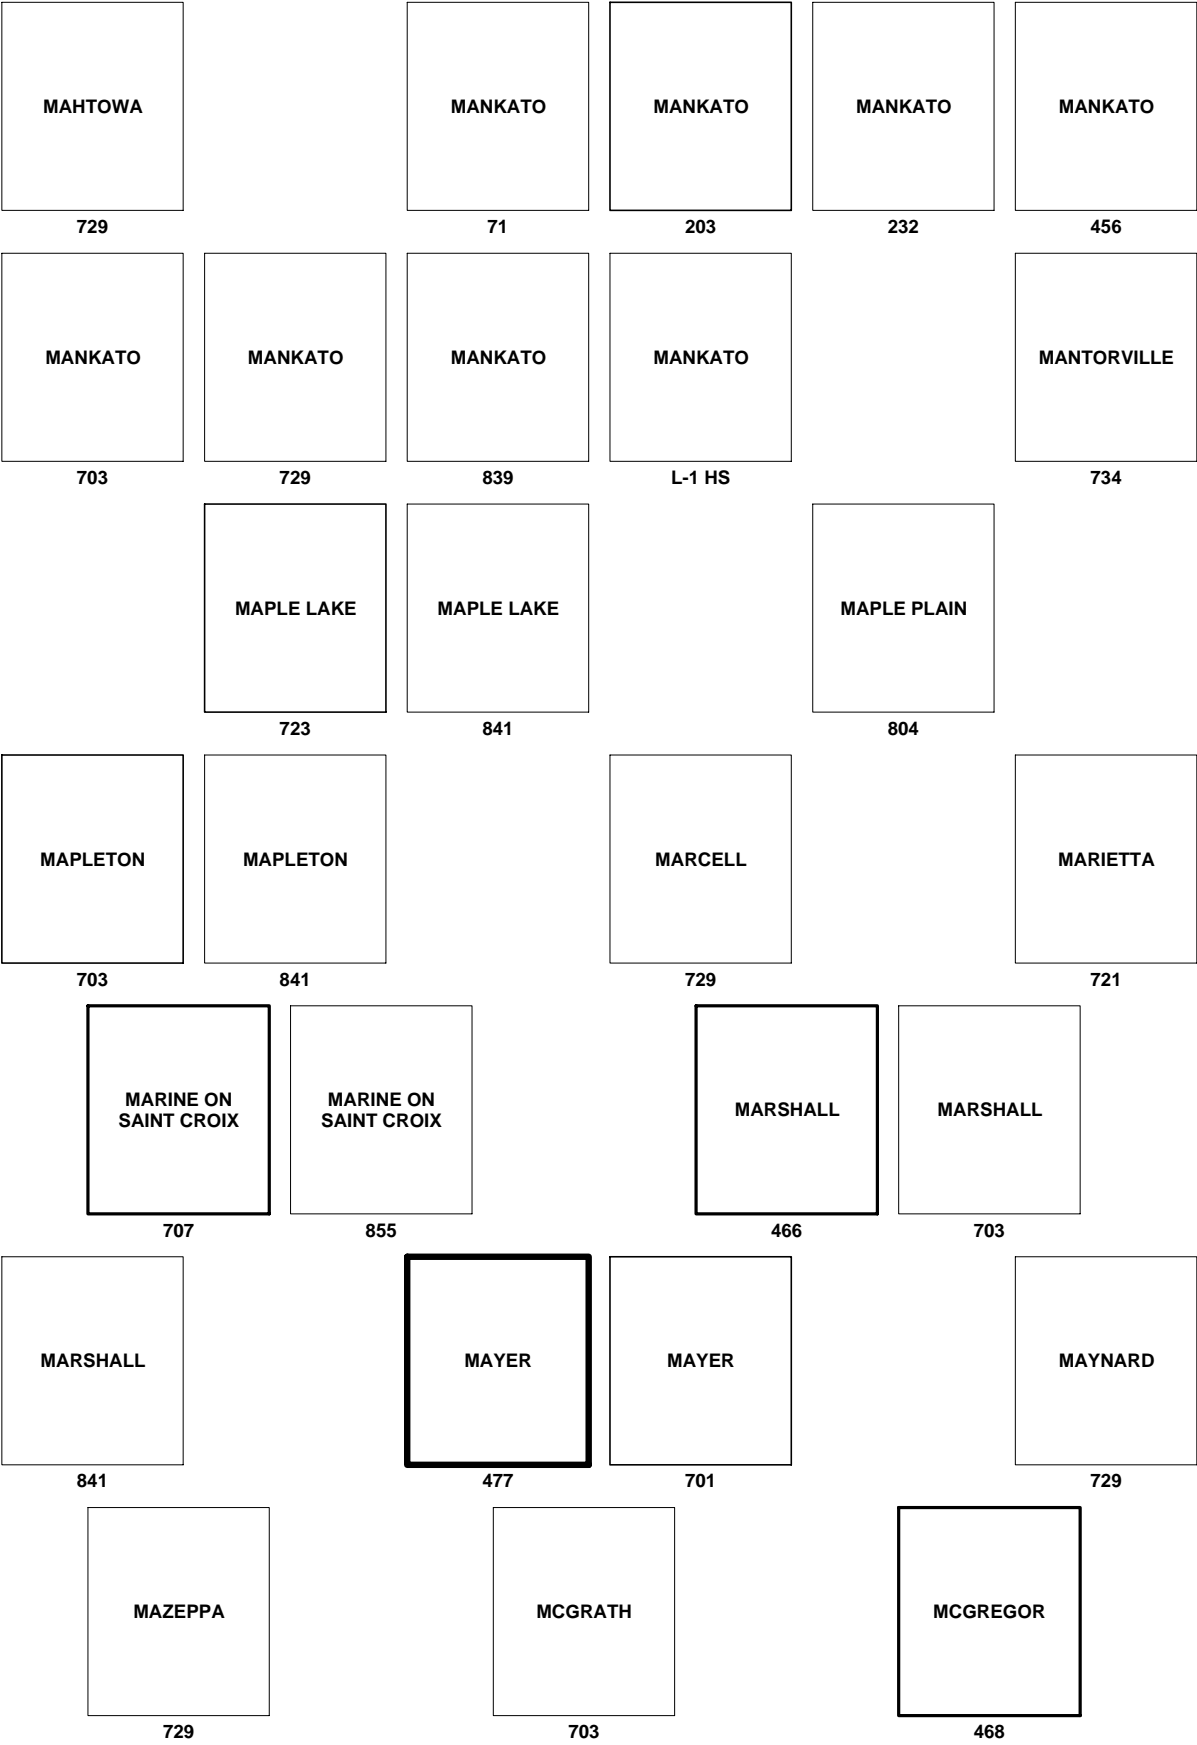 MAHTOWA
729
MANKATO
71
MANKATO
203
MANKATO
232
MANKATO
456
MANKATO
703
MANKATO
729
MANKATO
839
MANKATO
L-1 HS
MANTORVILLE
734
MAPLE LAKE
723
MAPLE LAKE
841
MAPLE PLAIN
804
MAPLETON
703
MAPLETON
841
MARCELL
729
MARIETTA
721
MARINE ON
SAINT CROIX
707
MARINE ON
SAINT CROIX
855
MARSHALL
466
MARSHALL
703
MARSHALL
841
MAYER
477
MAYER
701
MAYNARD
729
MAZEPPA
729
MCGRATH
703
MCGREGOR
468